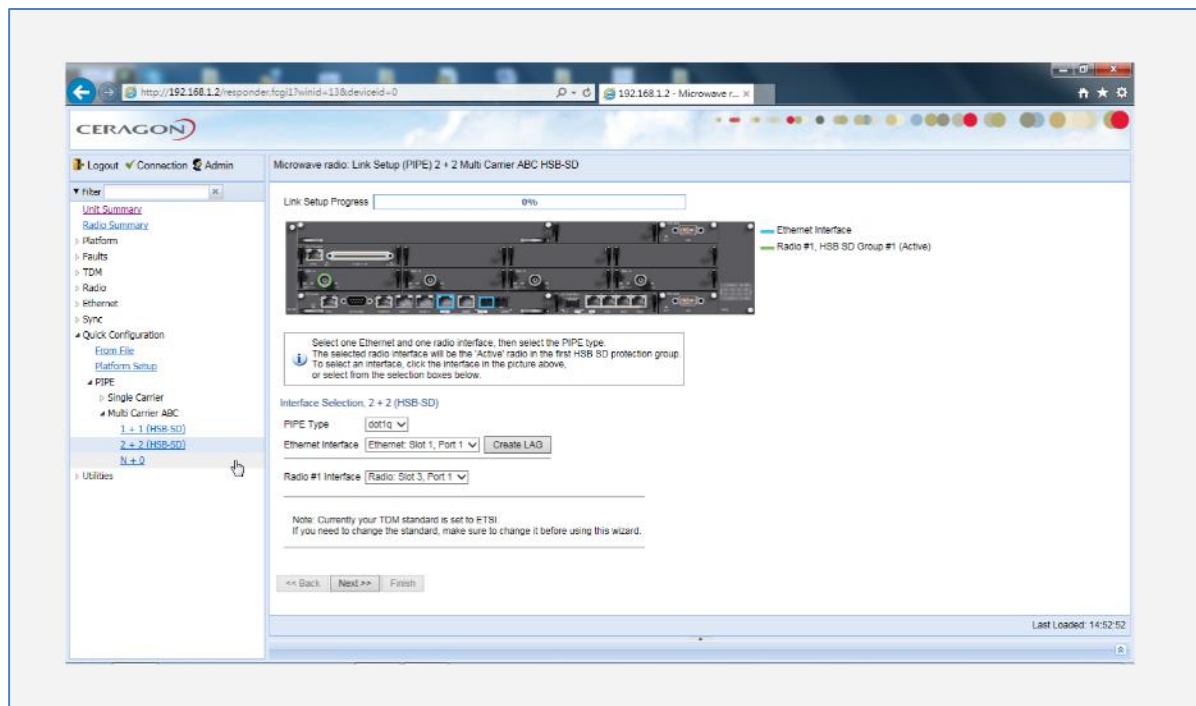 http://192.168.1.2/responder.fcgi1?winid=13&deviceid=0
192.168.1.2 - Microwave r...
CERAGON
Logout Connection Admin
Microwave radio: Link Setup (PIPE) 2 + 2 Multi Carrier ABC HSB-SD
Filter
Unit Summary
Radio Summary
Platform
Faults
TDM
Radio
Ethernet
Sync
Quick Configuration
From File
Platform Setup
PIPE
Single Carrier
Multi Carrier ABC
1 + 1 (HSB-SD)
2 + 2 (HSB-SD)
N + 0
Utilities
Link Setup Progress 0%
Ethernet Interface
Radio #1, HSB SD Group #1 (Active)
Select one Ethernet and one radio interface, then select the PIPE type.
The selected radio interface will be the 'Active' radio in the first HSB SD protection group.
To select an interface, click the interface in the picture above,
or select from the selection boxes below.
Interface Selection, 2 + 2 (HSB-SD)
PIPE Type dot1q
Ethernet Interface Ethernet: Slot 1, Port 1 Create LAG
Radio #1 Interface Radio: Slot 3, Port 1
Note: Currently your TDM standard is set to ETSI.
If you need to change the standard, make sure to change it before using this wizard.
<< Back Next >> Finish
Last Loaded: 14:52:52